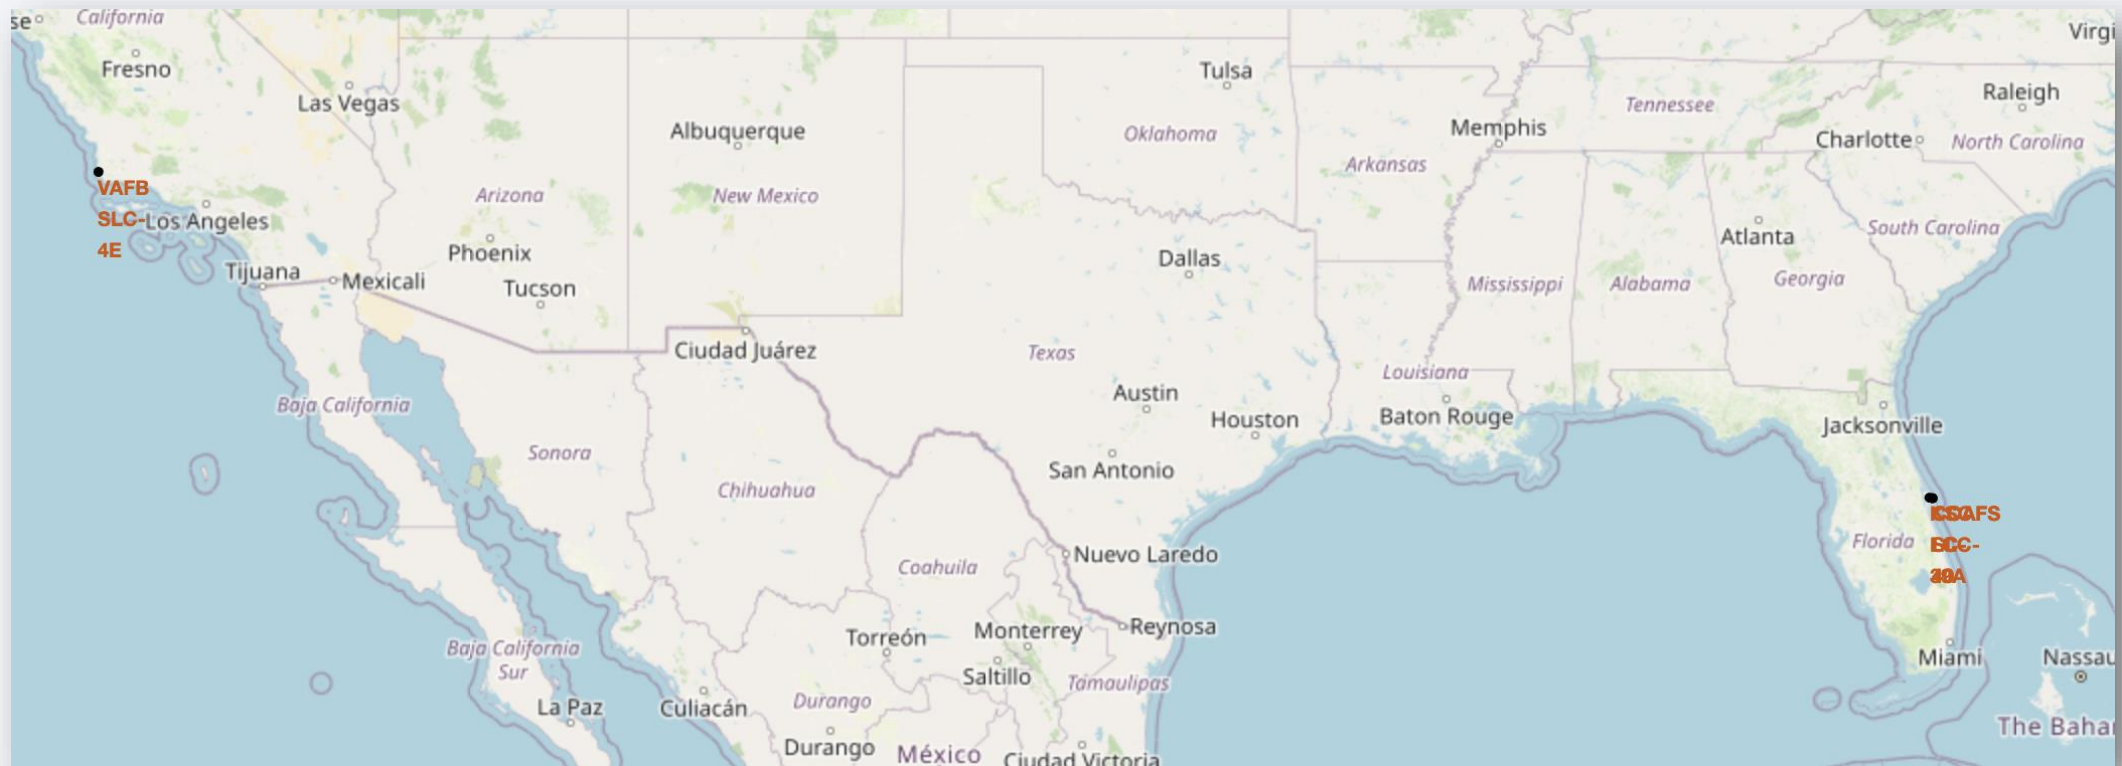 se
California
Virgi
Fresno
Tulsa
Las Vegas
Raleigh
Tennessee
Albuquerque
Memphis
Oklahoma
Charlotte
North Carolina
Arkansas
VAFB
SLC-
4E
Arizona
New Mexico
Los Angeles
South Carolina
Atlanta
Phoenix
Dallas
Tijuana
Mexicali
Georgia
Tucson
Mississippi
Alabama
Ciudad Juárez
Texas
Louisiana
Austin
Baja California
Houston
Baton Rouge
Jacksonville
Sonora
San Antonio
Chihuahua
Florida
Nuevo Laredo
Coahuila
Reynosa
Monterrey
Torreón
Baja California
Sur
Miami
Nassau
Saltillo
Tamaulipas
Durango
La Paz
Culiacán
The Bahar
Durango
México
Ciudad Victoria